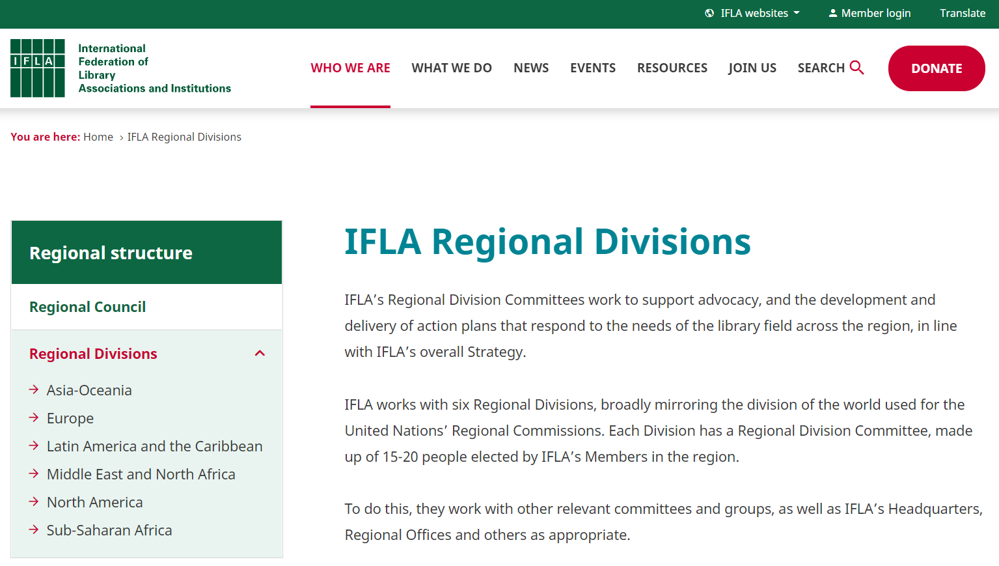 IFLA websites
Member login
Translate
IFLA
International
Federation of
Library
Associations and Institutions
WHO WE ARE
WHAT WE DO
NEWS
EVENTS
RESOURCES
JOIN US
SEARCH
DONATE
You are here: Home › IFLA Regional Divisions
Regional structure
Regional Council
Regional Divisions
Asia-Oceania
Europe
Latin America and the Caribbean
Middle East and North Africa
North America
Sub-Saharan Africa
IFLA Regional Divisions
IFLA’s Regional Division Committees work to support advocacy, and the development and
delivery of action plans that respond to the needs of the library field across the region, in line
with IFLA’s overall Strategy.
IFLA works with six Regional Divisions, broadly mirroring the division of the world used for the
United Nations’ Regional Commissions. Each Division has a Regional Division Committee, made
up of 15-20 people elected by IFLA’s Members in the region.
To do this, they work with other relevant committees and groups, as well as IFLA’s Headquarters,
Regional Offices and others as appropriate.